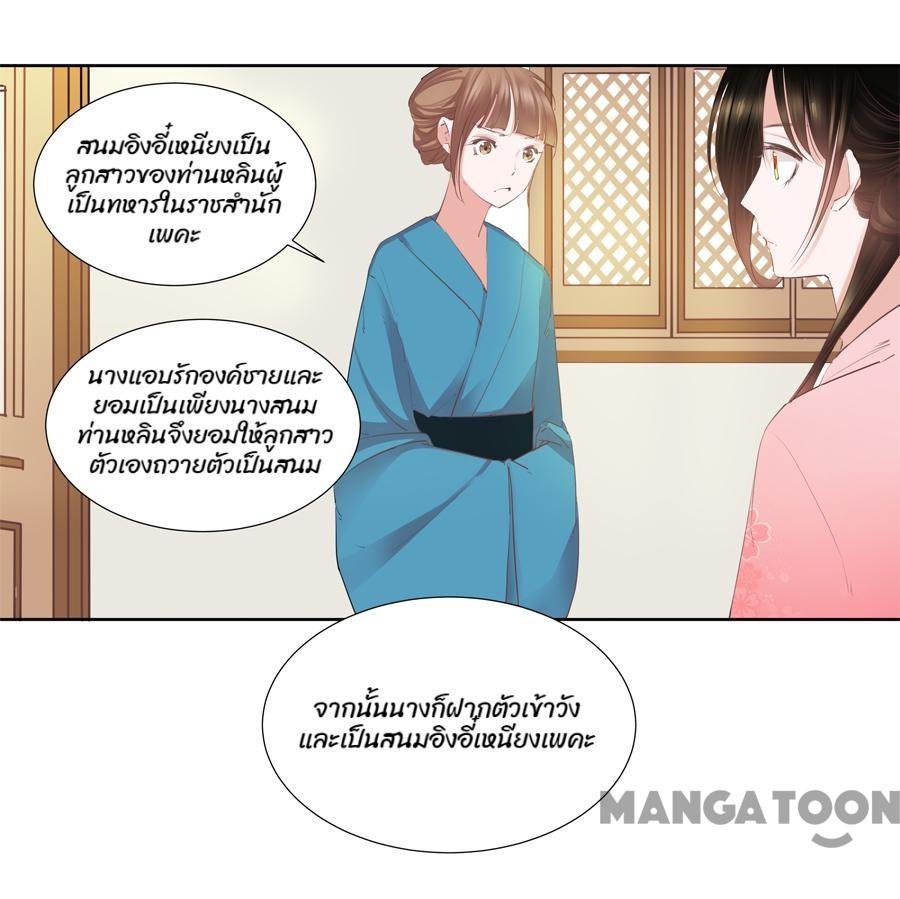 สนมอิงอี๋เหนียงเป็น
ลูกสาวของท่านหลินผู้
เป็นทหารในราชสำนัก
เพคะ
นางแอบรักองค์ชายและ
ยอมเป็นเพียงนางสนม
ท่านหลินจึงยอมให้ลูกสาว
ตัวเองถวายตัวเป็นสนม
จากนั้นนางก็ฝากตัวเข้าวัง
และเป็นสนมอิงอี๋เหนียงเพคะ
MANGATOON